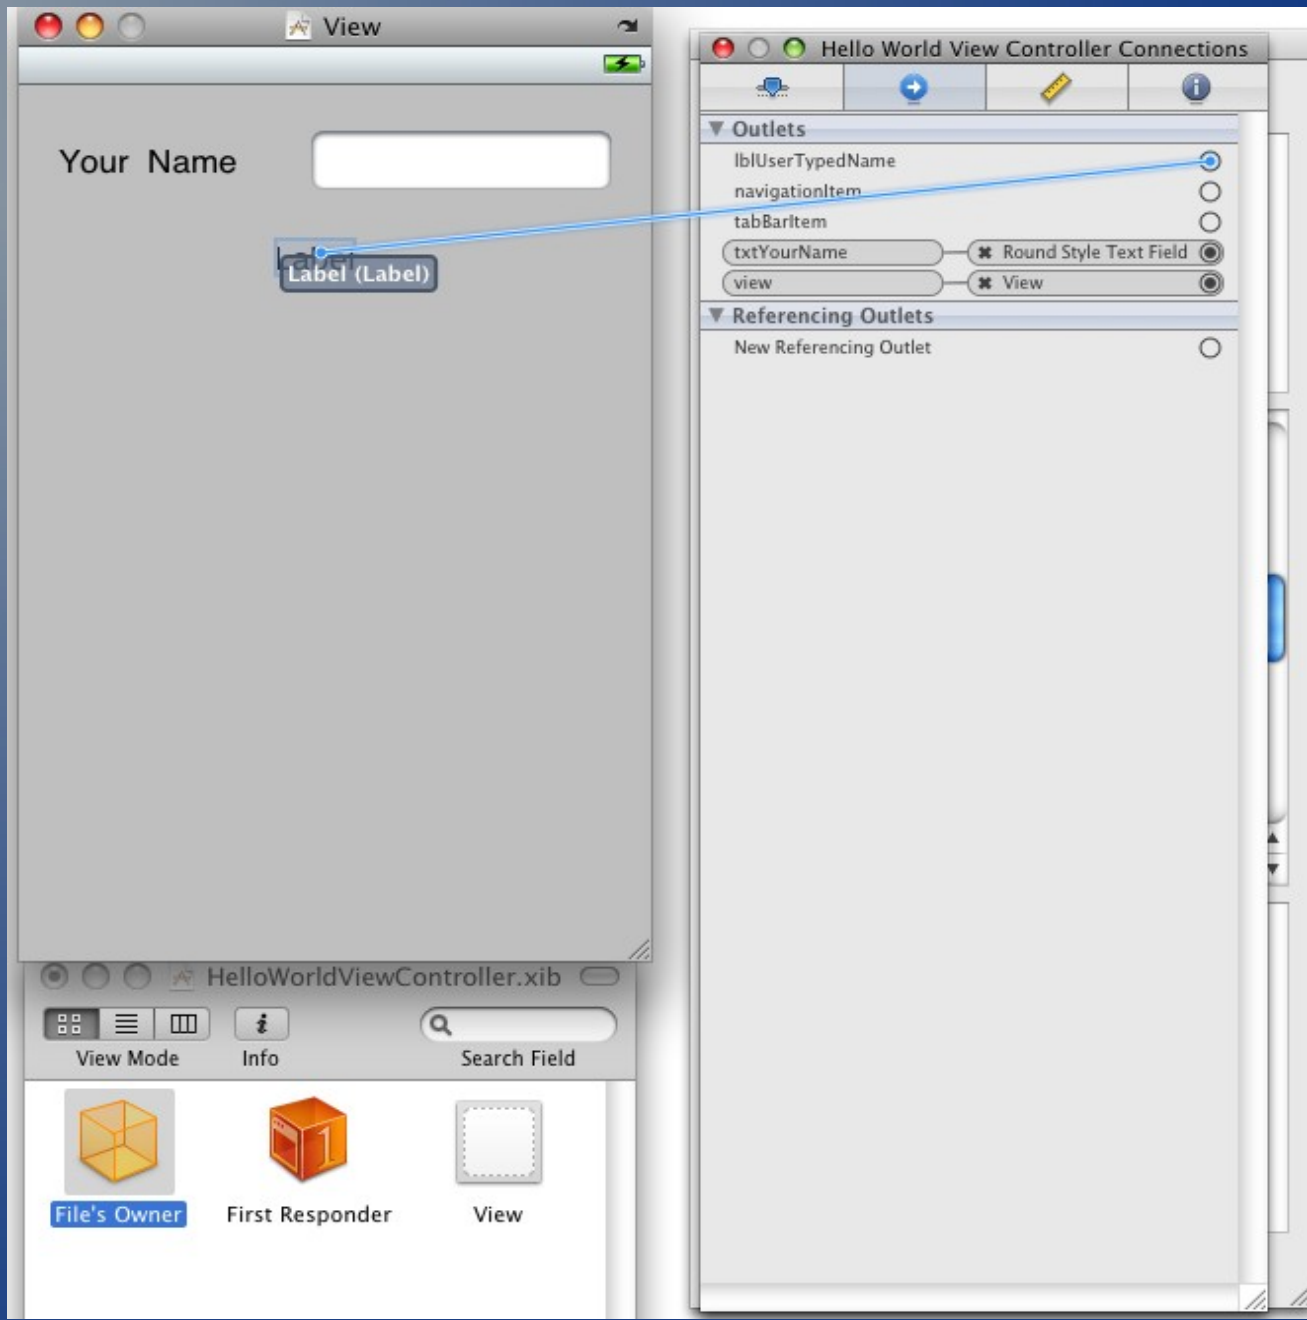 View
Your Name
Label
Label (Label)
Hello World View Controller Connections
Outlets
lblUserTypedName
navigationItem
tabBarItem
txtYourName ✖ Round Style Text Field
view ✖ View
Referencing Outlets
New Referencing Outlet
HelloWorldViewController.xib
View Mode Info Search Field
1
File's Owner First Responder View